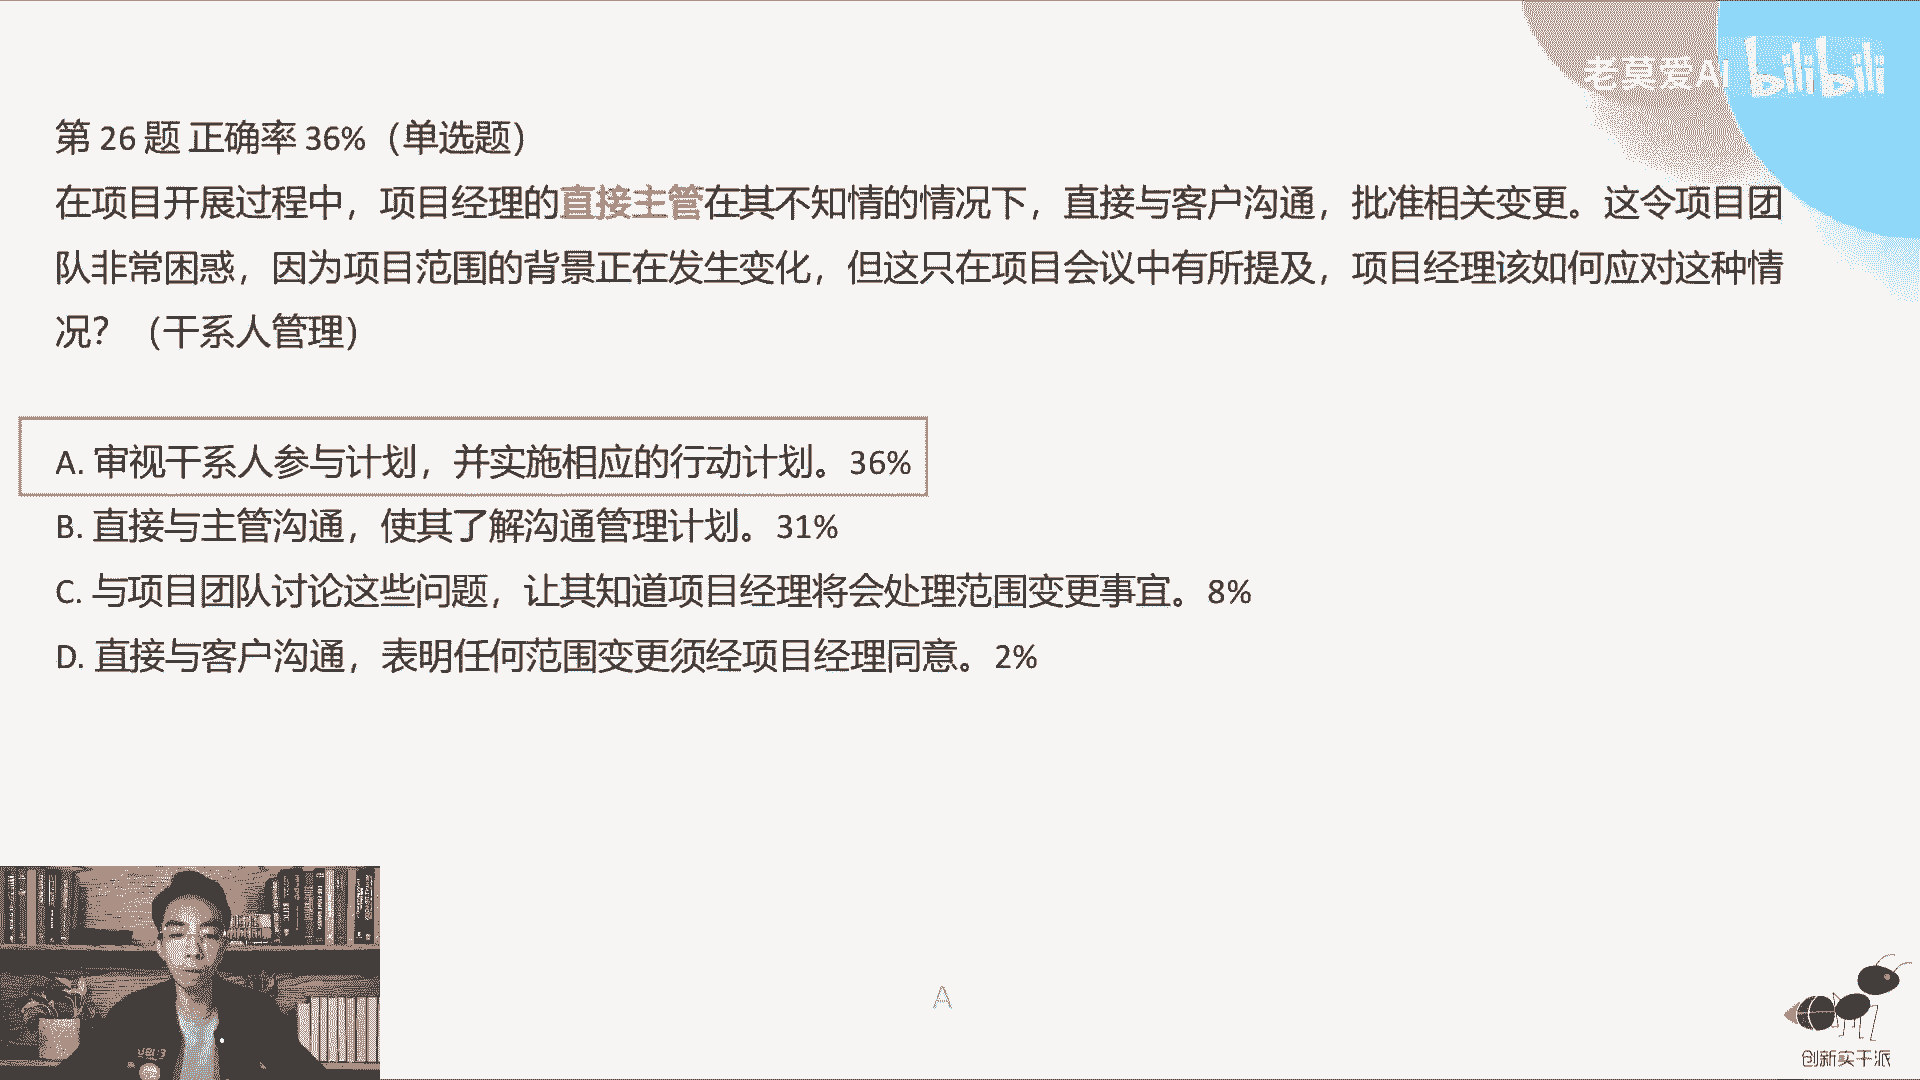 老莫爱AI bilibili
第 26 题 正确率 36%（单选题）
在项目开展过程中，项目经理的直接主管在其不知情的情况下，直接与客户沟通，批准相关变更。这令项目团
队非常困惑，因为项目范围的背景正在发生变化，但这只在项目会议中有所提及，项目经理该如何应对这种情
况？（干系人管理）
A. 审视干系人参与计划，并实施相应的行动计划。36%
B. 直接与主管沟通，使其了解沟通管理计划。31%
C. 与项目团队讨论这些问题，让其知道项目经理将会处理范围变更事宜。8%
D. 直接与客户沟通，表明任何范围变更须经项目经理同意。2%
A
创新实干派